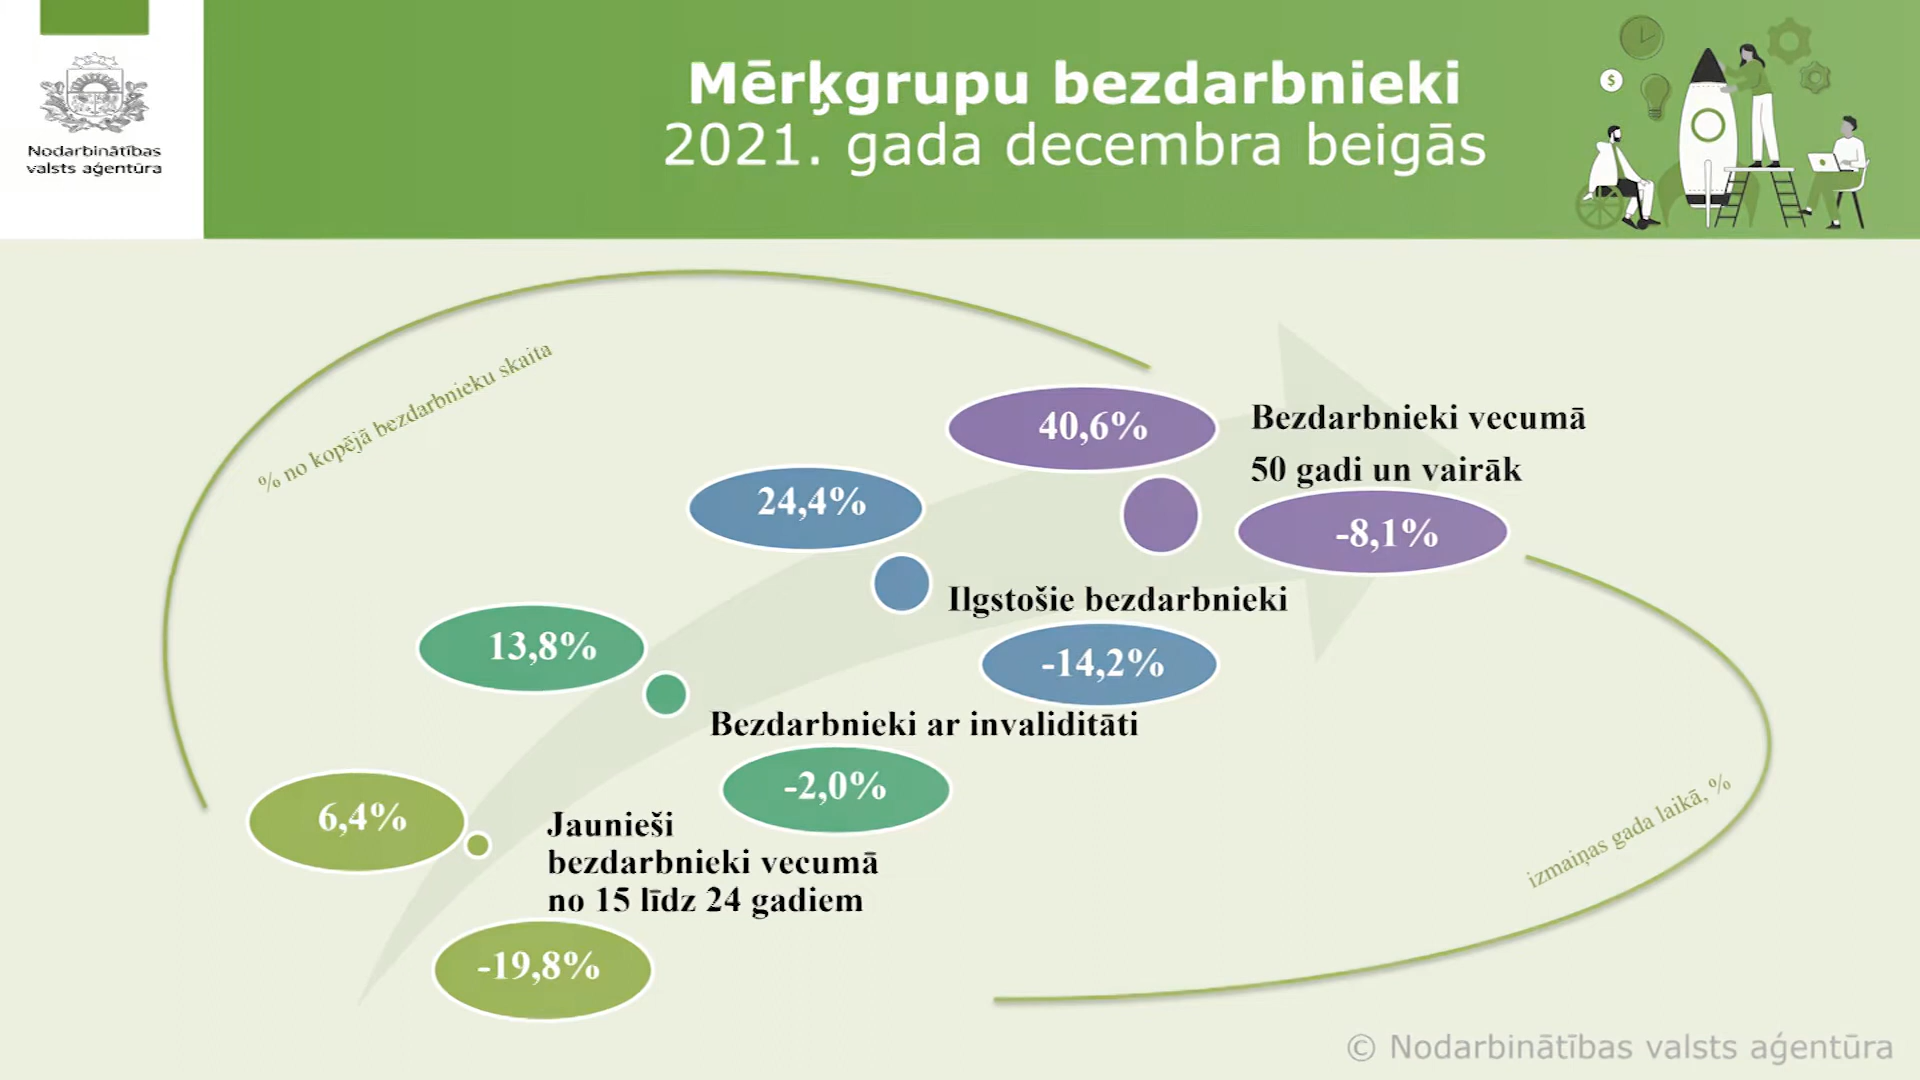 Nodarbinātības
valsts aģentūra
Mērķgrupu bezdarbnieki
2021. gada decembra beigās
$
% no kopējā bezdarbnieku skaita
40,6%
Bezdarbnieki vecumā
50 gadi un vairāk
-8,1%
24,4%
Ilgstošie bezdarbnieki
-14,2%
13,8%
Bezdarbnieki ar invaliditāti
-2,0%
6,4%
Jaunieši
bezdarbnieki vecumā
no 15 līdz 24 gadiem
-19,8%
izmaiņas gada laikā, %
© Nodarbinātības valsts aģentūra